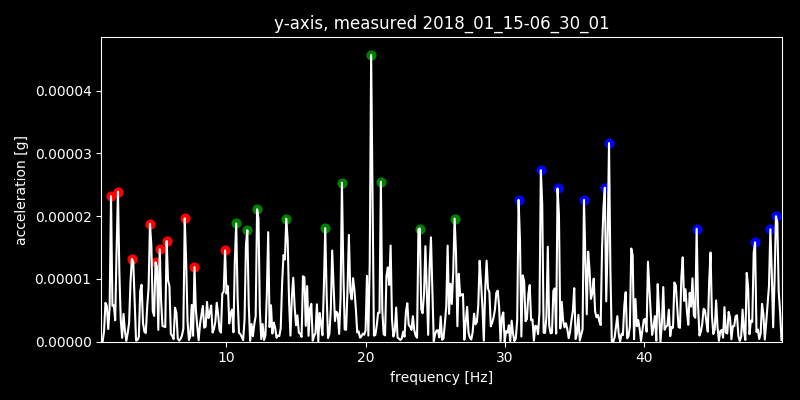 y-axis, measured 2018_01_15-06_30_01
0.00004
0.00003
0.00002
0.00001
0.00000
acceleration [g]
10 20 30 40
frequency [Hz]